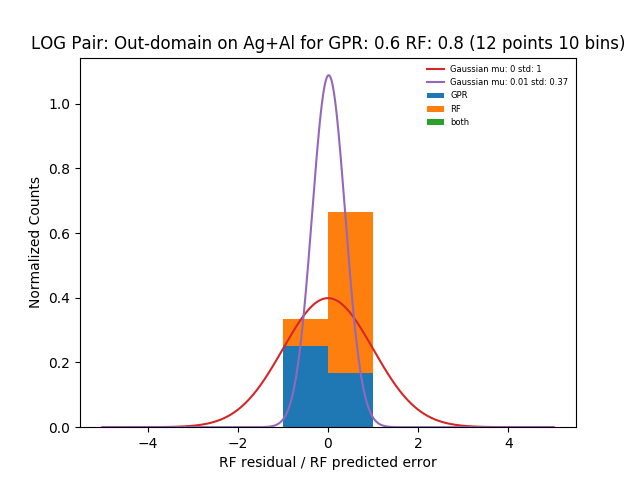 LOG Pair: Out-domain on Ag+Al for GPR: 0.6 RF: 0.8 (12 points 10 bins)
Gaussian mu: 0 std: 1
Gaussian mu: 0.01 std: 0.37
GPR
RF
both
Normalized Counts
1.0
0.8
0.6
0.4
0.2
0.0
−4 −2 0 2 4
RF residual / RF predicted error